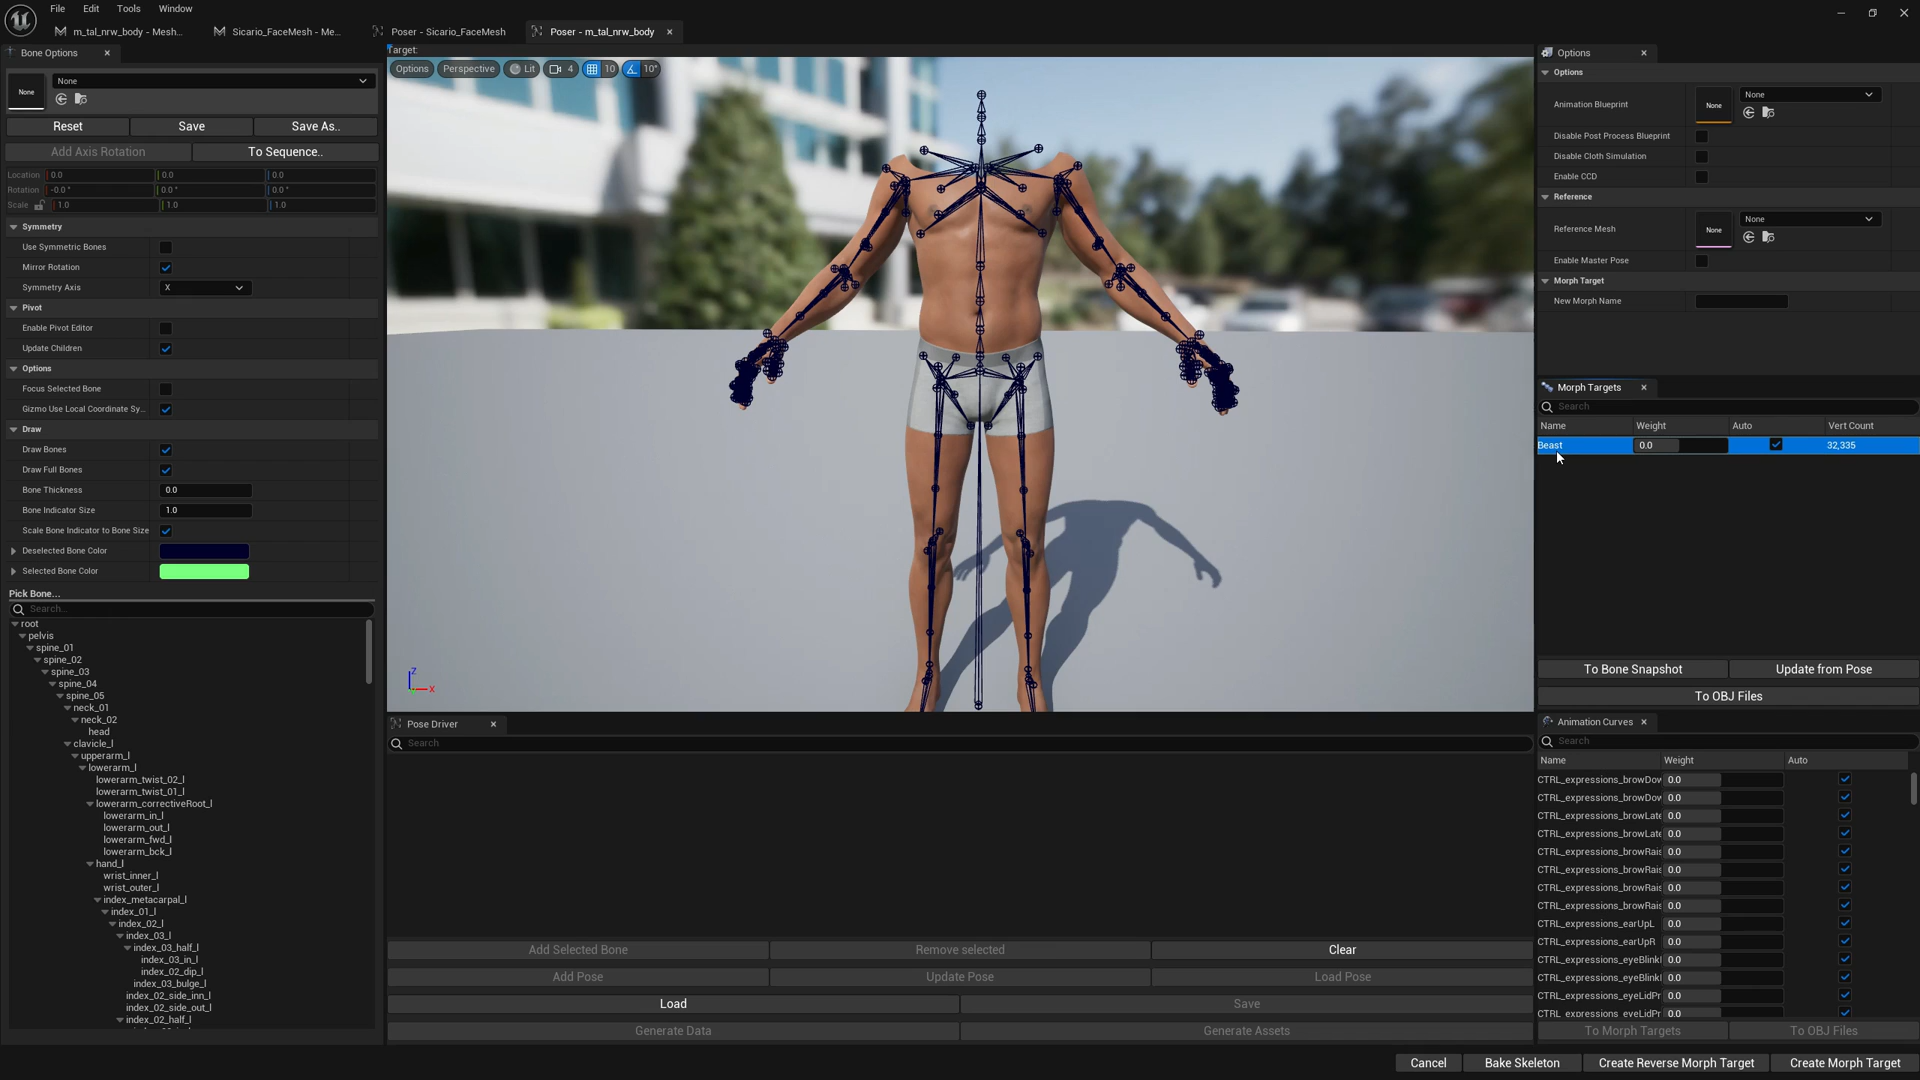 File Edit Tools Window
m_tal_nrw_body - Mesh... Sicario_FaceMesh - Me... Poser - Sicario_FaceMesh Poser - m_tal_nrw_body
Bone Options
None None
Reset Save Save As..
Add Axis Rotation To Sequence..
Location 0.0 0.0 0.0
Rotation -0.0 ° 0.0 ° 0.0 °
Scale 1.0 1.0 1.0
Symmetry
Use Symmetric Bones
Mirror Rotation
Symmetry Axis X
Pivot
Enable Pivot Editor
Update Children
Options
Focus Selected Bone
Gizmo Use Local Coordinate Sy...
Draw
Draw Bones
Draw Full Bones
Bone Thickness 0.0
Bone Indicator Size 1.0
Scale Bone Indicator to Bone Size
Deselected Bone Color
Selected Bone Color
Pick Bone...
Search...
root
pelvis
spine_01
spine_02
spine_03
spine_04
spine_05
neck_01
neck_02
head
clavicle_l
upperarm_l
lowerarm_l
lowerarm_twist_02_l
lowerarm_twist_01_l
lowerarm_correctiveRoot_l
lowerarm_in_l
lowerarm_out_l
lowerarm_fwd_l
lowerarm_bck_l
hand_l
wrist_inner_l
wrist_outer_l
index_metacarpal_l
index_01_l
index_02_l
index_03_l
index_03_half_l
index_03_in_l
index_02_dip_l
index_03_bulge_l
index_02_side_inn_l
index_02_side_out_l
index_02_half_l
Target:
Options Perspective Lit 4 10 10°
Z
X
Pose Driver
Search
Add Selected Bone Remove selected Clear
Add Pose Update Pose Load Pose
Load Save
Generate Data Generate Assets
Options
Options
Animation Blueprint None None
Disable Post Process Blueprint
Disable Cloth Simulation
Enable CCD
Reference
Reference Mesh None None
Enable Master Pose
Morph Target
New Morph Name
Morph Targets
Search
Name Weight Auto Vert Count
Beast 0.0 32,335
To Bone Snapshot Update from Pose
To OBJ Files
Animation Curves
Search
Name Weight Auto
CTRL_expressions_browDow 0.0
CTRL_expressions_browDow 0.0
CTRL_expressions_browLate 0.0
CTRL_expressions_browLate 0.0
CTRL_expressions_browRais 0.0
CTRL_expressions_browRais 0.0
CTRL_expressions_browRais 0.0
CTRL_expressions_browRais 0.0
CTRL_expressions_earUpL 0.0
CTRL_expressions_earUpR 0.0
CTRL_expressions_eyeBlinkl 0.0
CTRL_expressions_eyeBlinkl 0.0
CTRL_expressions_eyeLidPr 0.0
CTRL_expressions_eyeLidPr 0.0
To Morph Targets To OBJ Files
Cancel Bake Skeleton Create Reverse Morph Target Create Morph Target